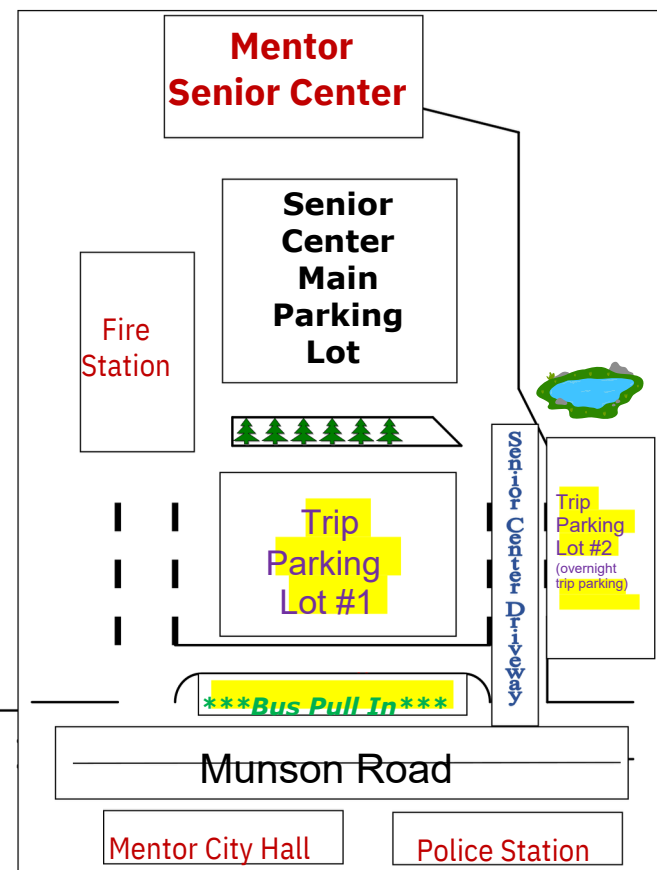 Mentor
Senior Center
Senior
Center
Main
Parking
Lot
Fire
Station
Trip
Parking
Lot #1
Senior Center Driveway
Trip
Parking
Lot #2
(overnight
trip parking)
***Bus Pull In***
Munson Road
Mentor City Hall
Police Station